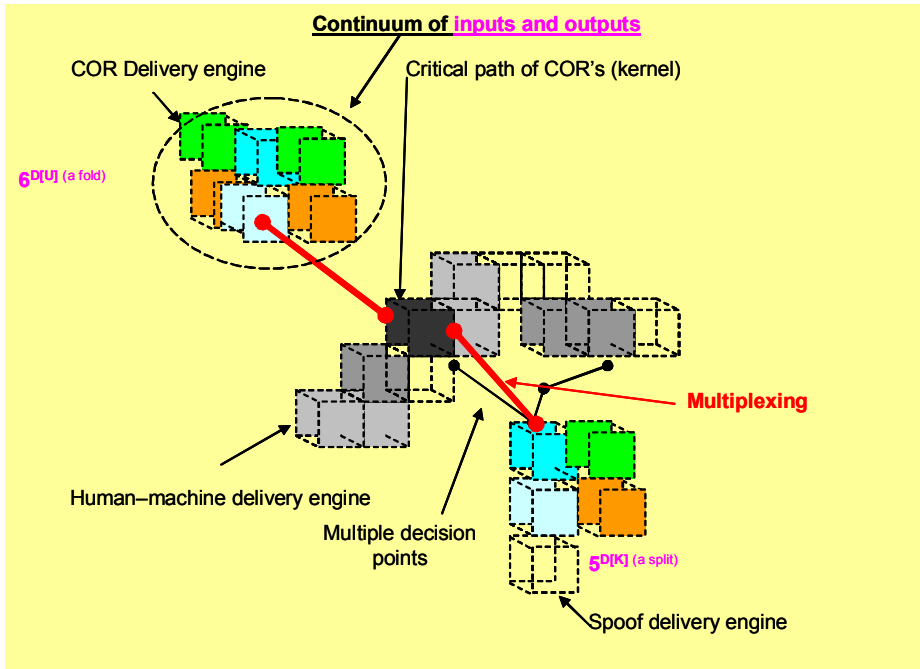 Continuum of inputs and outputs
COR Delivery engine
Critical path of COR's (kernel)
6D[U] (a fold)
Multiplexing
Human–machine delivery engine
Multiple decision
points
5D[K] (a split)
Spoof delivery engine